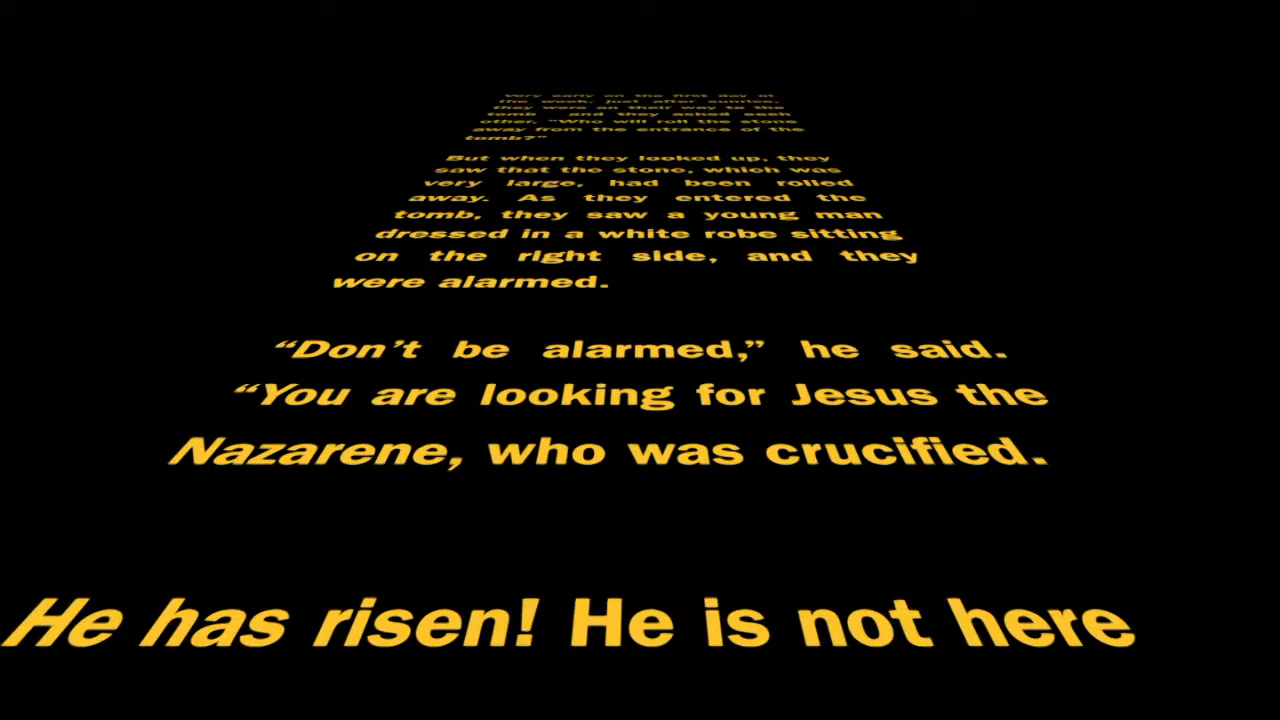 Very early on the first day of
the week, just after sunrise,
they were on their way to the
tomb and they asked each
other, “Who will roll the stone
away from the entrance of the
tomb?”
But when they looked up, they
saw that the stone, which was
very large, had been rolled
away. As they entered the
tomb, they saw a young man
dressed in a white robe sitting
on the right side, and they
were alarmed.
“Don’t be alarmed,” he said.
“You are looking for Jesus the
Nazarene, who was crucified.
He has risen! He is not here